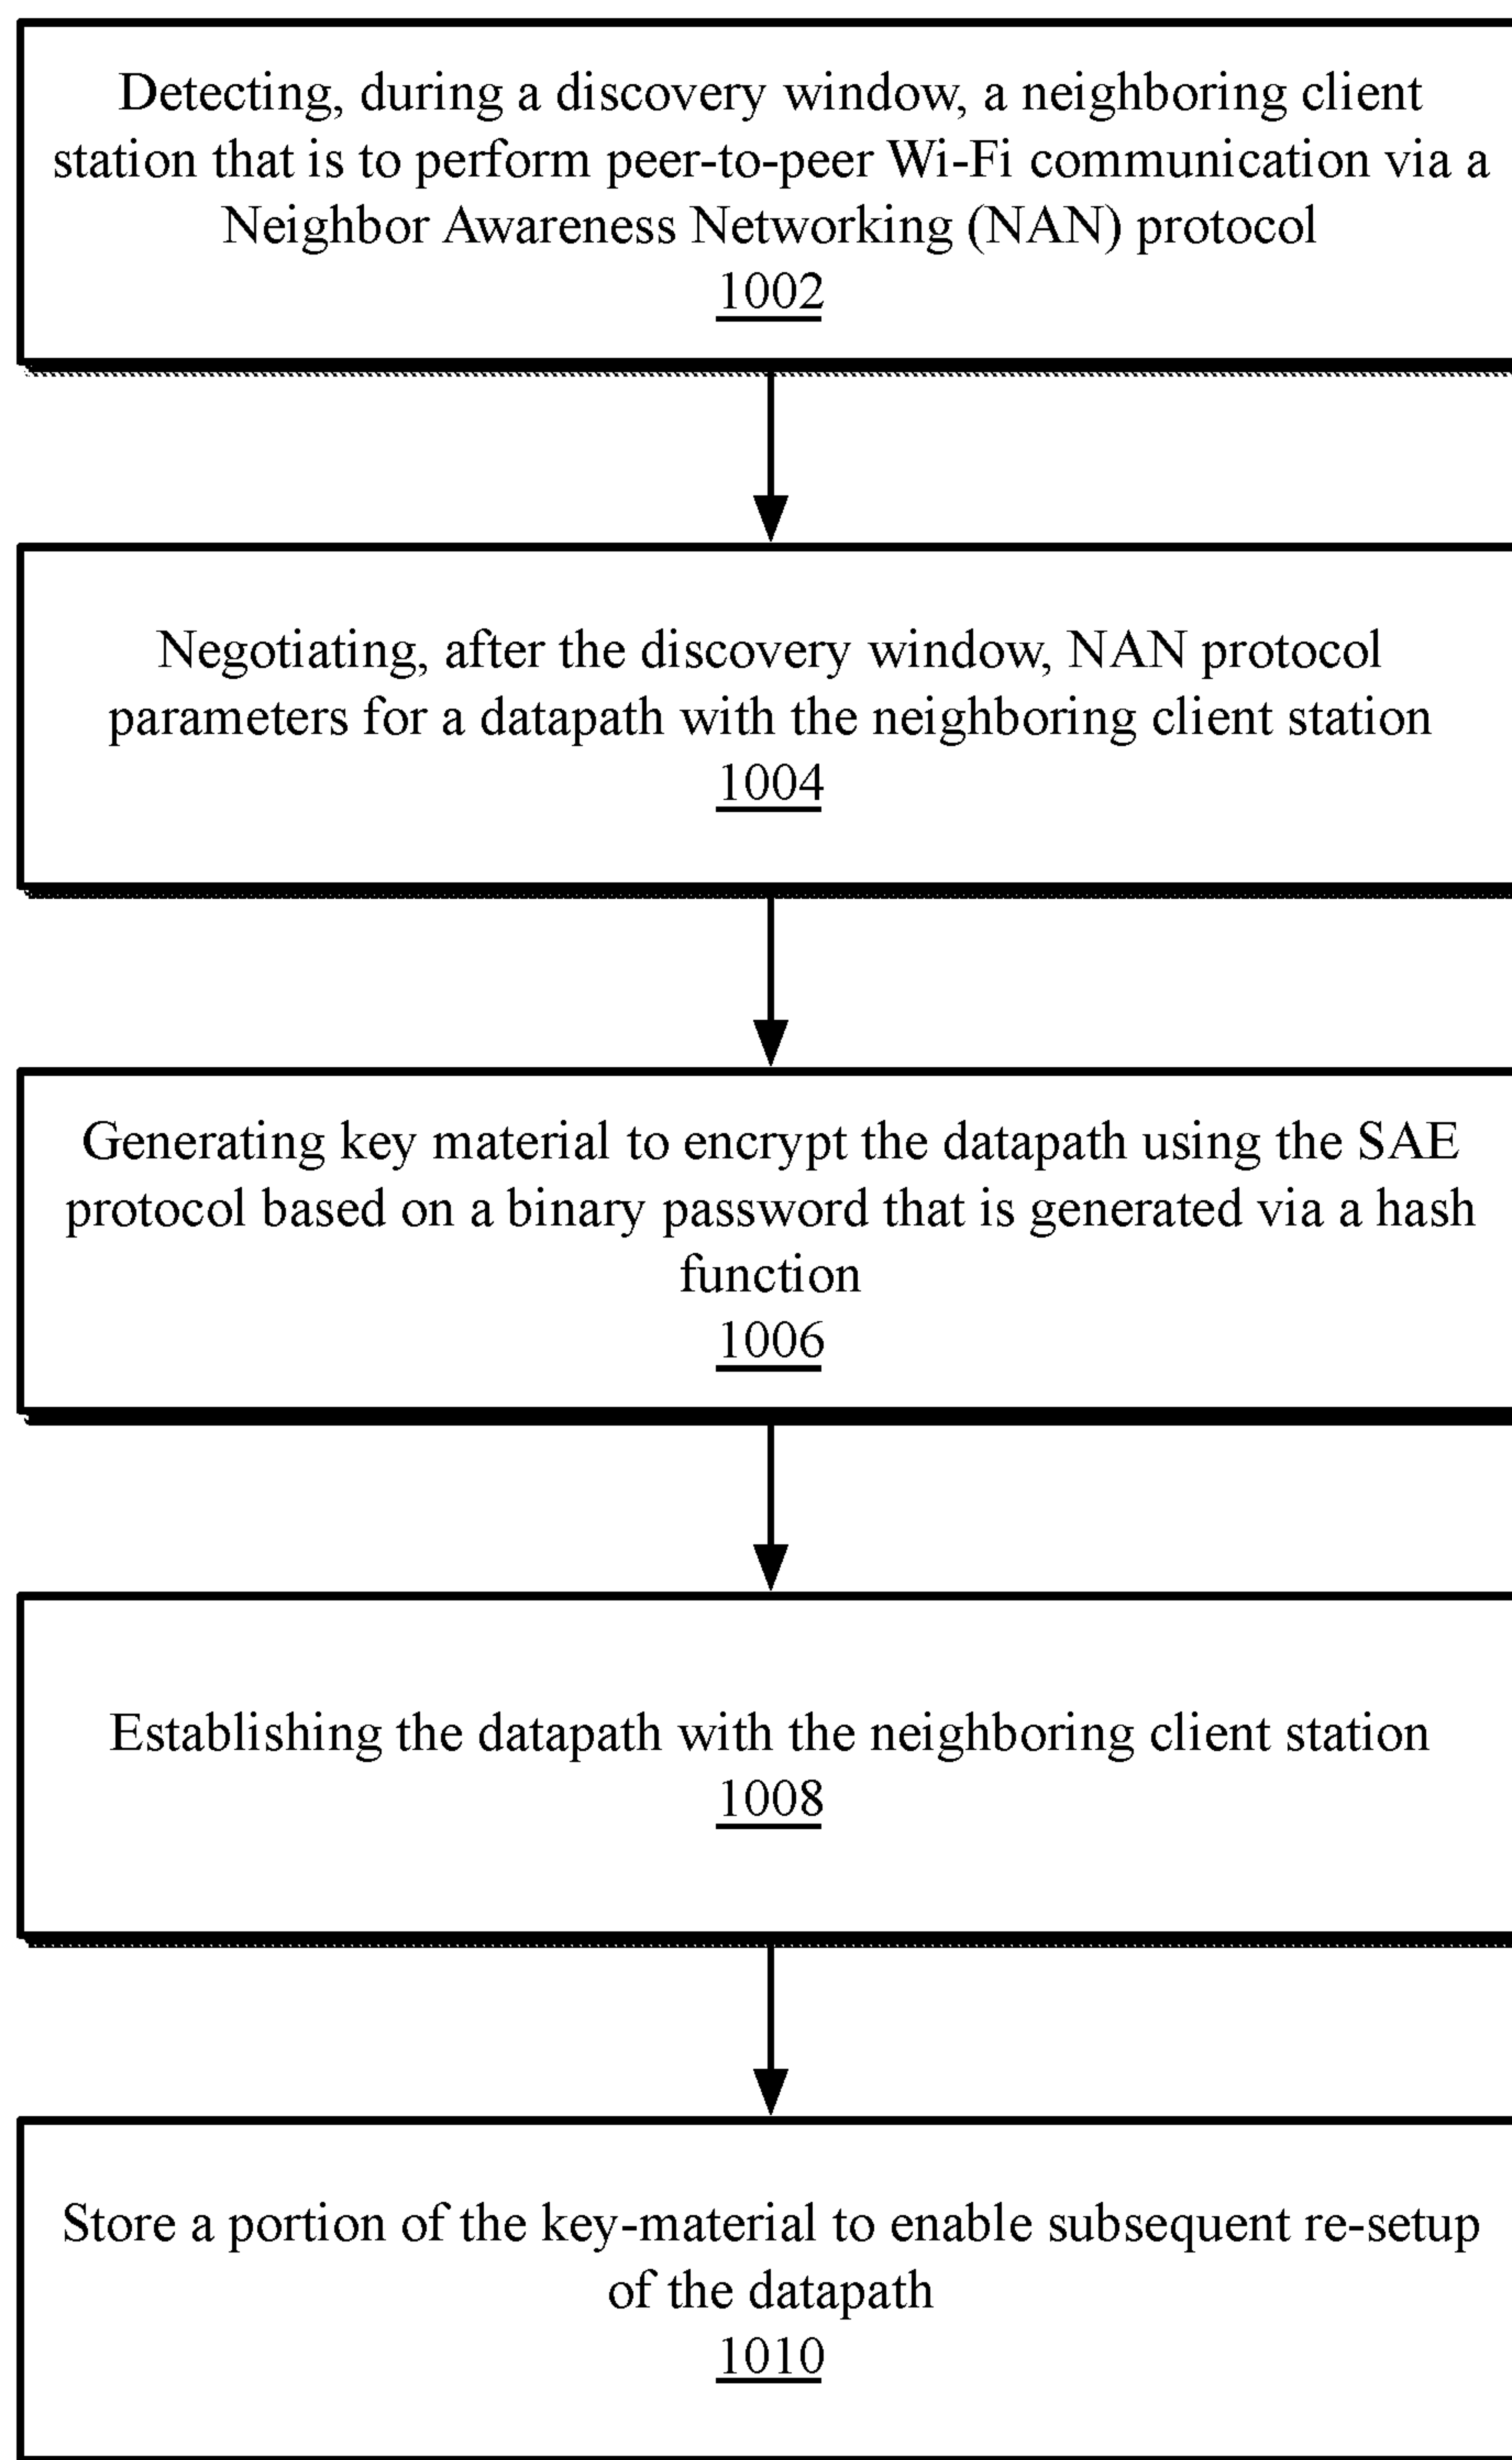 Detecting, during a discovery window, a neighboring client
station that is to perform peer-to-peer Wi-Fi communication via a
Neighbor Awareness Networking (NAN) protocol
1002
Negotiating, after the discovery window, NAN protocol
parameters for a datapath with the neighboring client station
1004
Generating key material to encrypt the datapath using the SAE
protocol based on a binary password that is generated via a hash
function
1006
Establishing the datapath with the neighboring client station
1008
Store a portion of the key-material to enable subsequent re-setup
of the datapath
1010